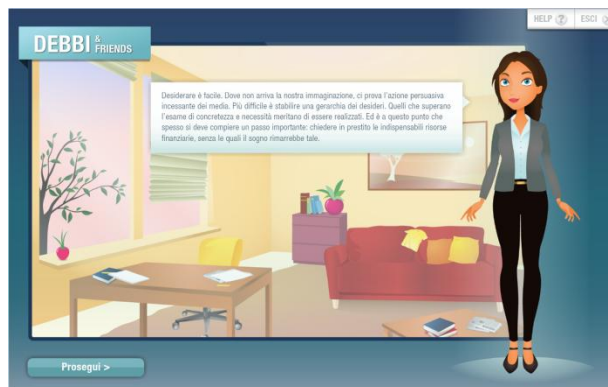 HELP ? ESCI
DEBBI & FRIENDS
Desiderare è facile. Dove non arriva la nostra immaginazione, ci prova l'azione persuasiva
incessante dei media. Più difficile è stabilire una gerarchia dei desideri. Quelli che superano
l'esame di concretezza e necessità meritano di essere realizzati. Ed è a questo punto che
spesso si deve compiere un passo importante: chiedere in prestito le indispensabili risorse
finanziarie, senza le quali il sogno rimarrebbe tale.
Prosegui >